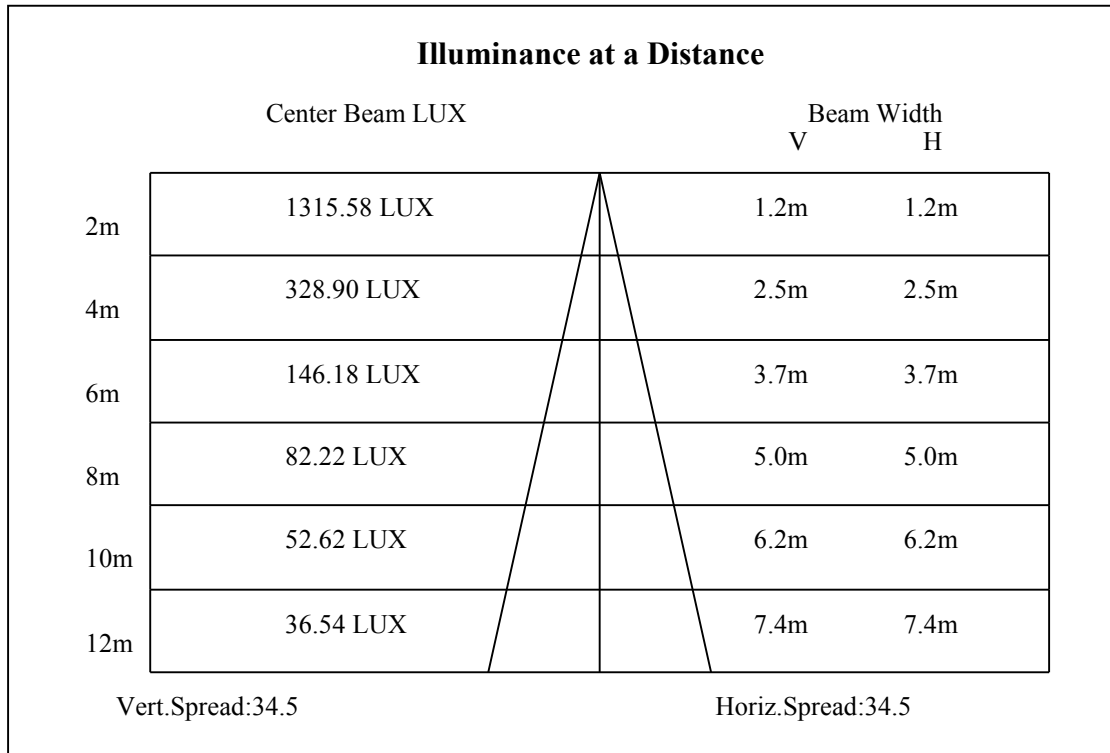 Illuminance at a Distance
Center Beam LUX Beam Width
V H
2m 1315.58 LUX 1.2m 1.2m
4m 328.90 LUX 2.5m 2.5m
6m 146.18 LUX 3.7m 3.7m
8m 82.22 LUX 5.0m 5.0m
10m 52.62 LUX 6.2m 6.2m
12m 36.54 LUX 7.4m 7.4m
Vert.Spread:34.5 Horiz.Spread:34.5